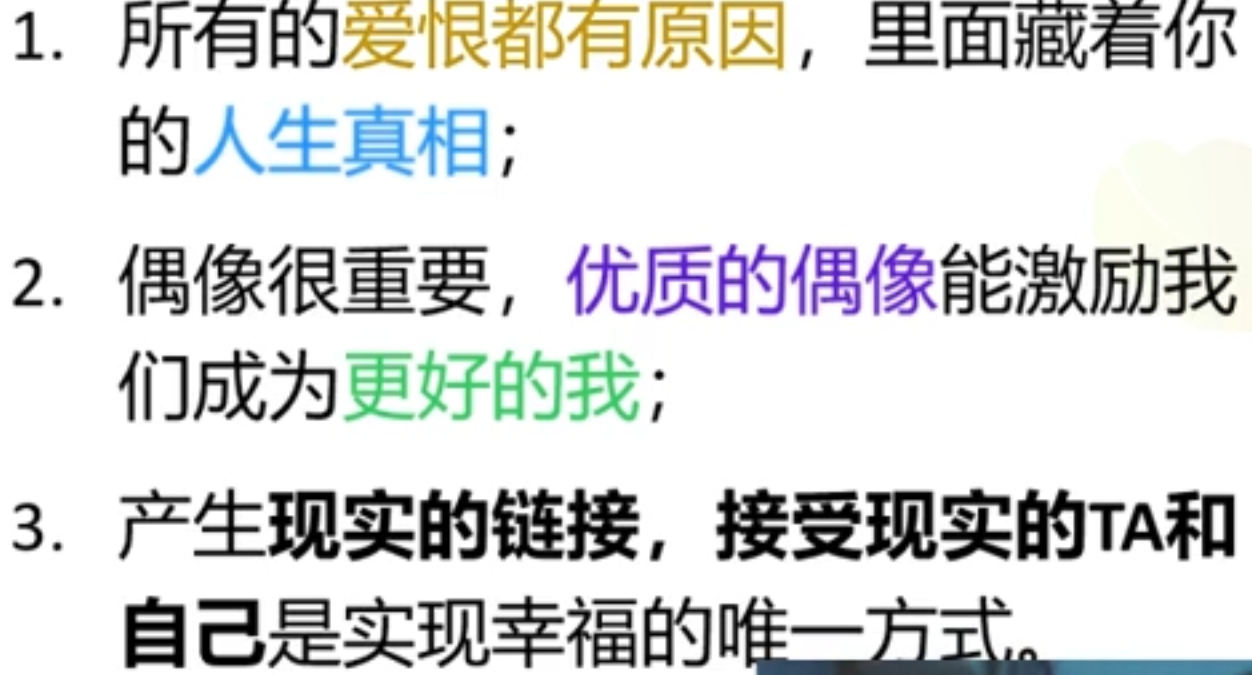 1. 所有的爱恨都有原因，里面藏着你
的人生真相；
2. 偶像很重要，优质的偶像能激励我
们成为更好的我；
3. 产生现实的链接，接受现实的TA和
自己是实现幸福的唯一方式。